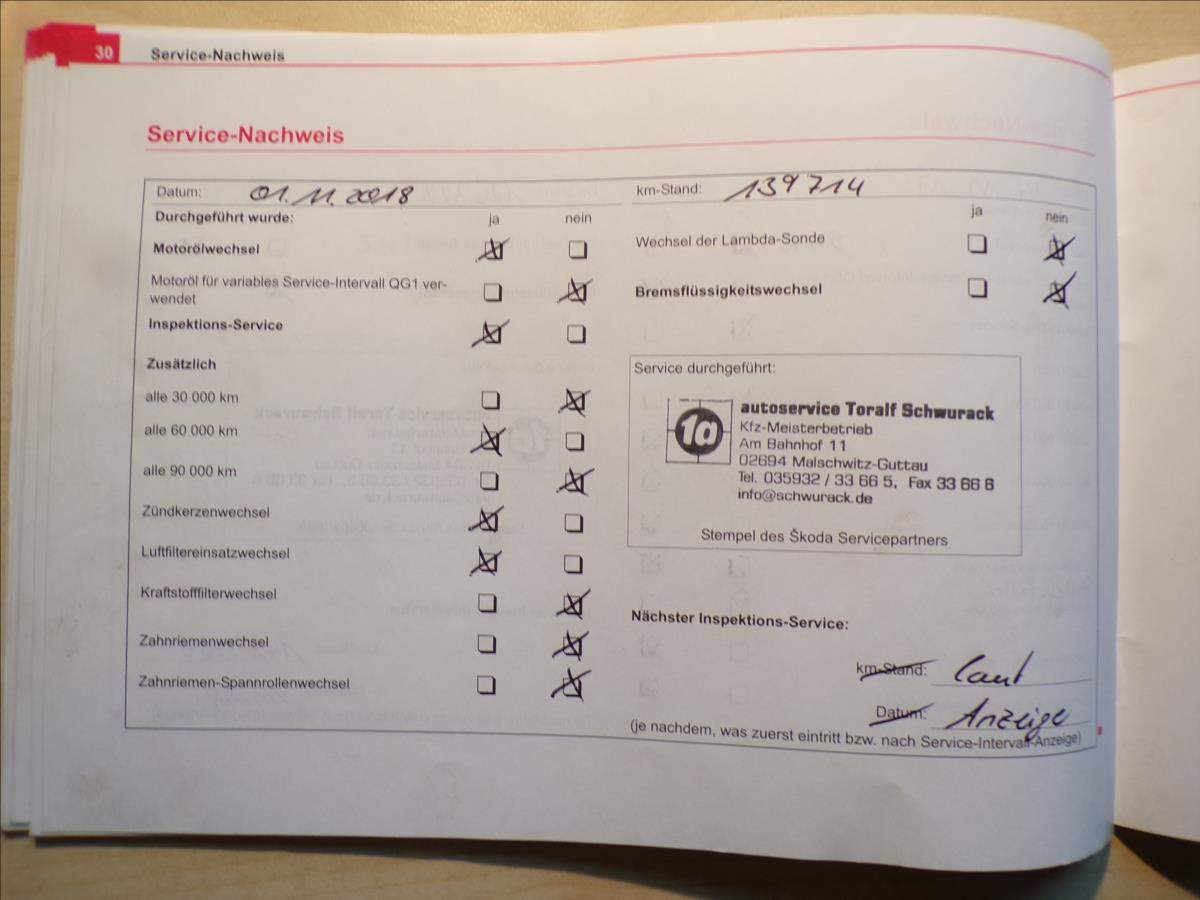 30 Service-Nachweis
Service-Nachweis
Datum: 01.11.2018
Durchgeführt wurde: ja nein
Motorölwechsel
Motoröl für variables Service-Intervall QG1 ver-
wendet
Inspektions-Service
Zusätzlich
alle 30 000 km
alle 60 000 km
alle 90 000 km
Zündkerzenwechsel
Luftfiltereinsatzwechsel
Kraftstofffilterwechsel
Zahnriemenwechsel
Zahnriemen-Spannrollenwechsel
km-Stand: 139714
ja nein
Wechsel der Lambda-Sonde
Bremsflüssigkeitswechsel
Service durchgeführt:
1a
autoservice Toralf Schwurack
Kfz-Meisterbetrieb
Am Bahnhof 11
02694 Malschwitz-Guttau
Tel. 035932 / 33 66 5, Fax 33 66 6
info@schwurack.de
Stempel des Škoda Servicepartners
Nächster Inspektions-Service:
km-Stand: laut
Datum: Anzeige
(je nachdem, was zuerst eintritt bzw. nach Service-Intervall-Anzeige)